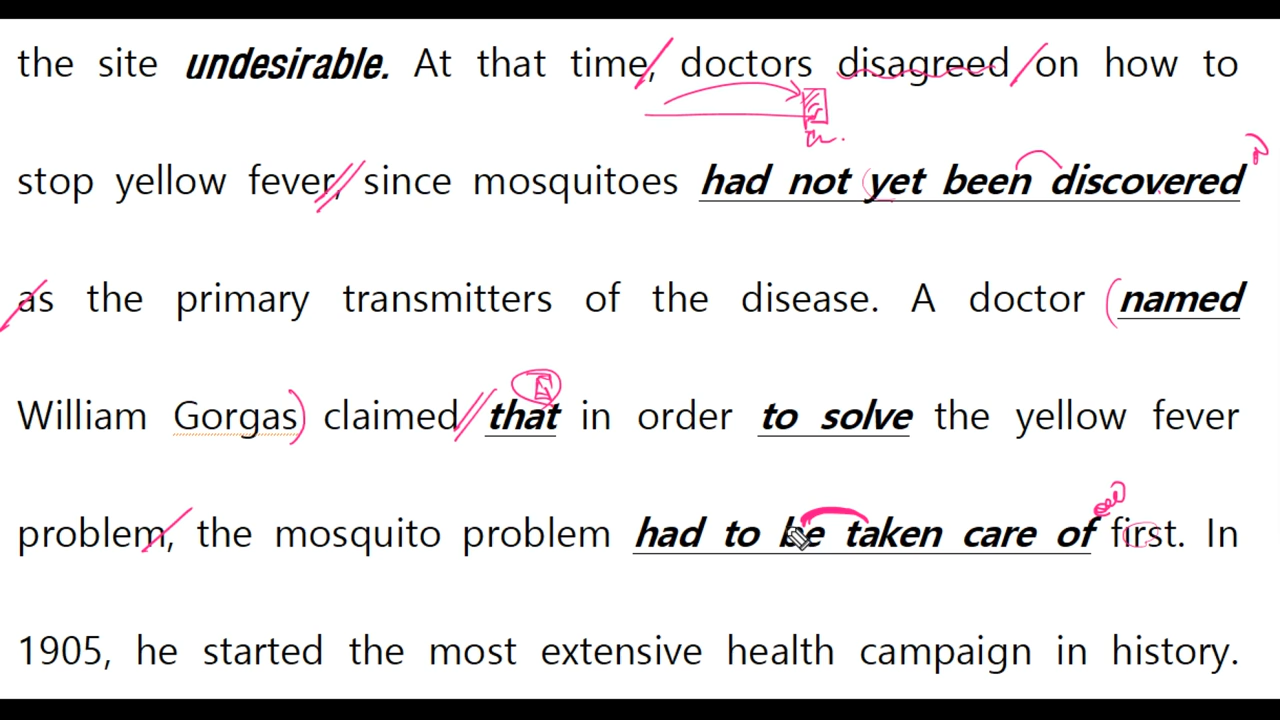 the site undesirable. At that time, doctors disagreed on how to
stop yellow fever, since mosquitoes had not yet been discovered
as the primary transmitters of the disease. A doctor named
William Gorgas claimed that in order to solve the yellow fever
problem, the mosquito problem had to be taken care of first. In
1905, he started the most extensive health campaign in history.